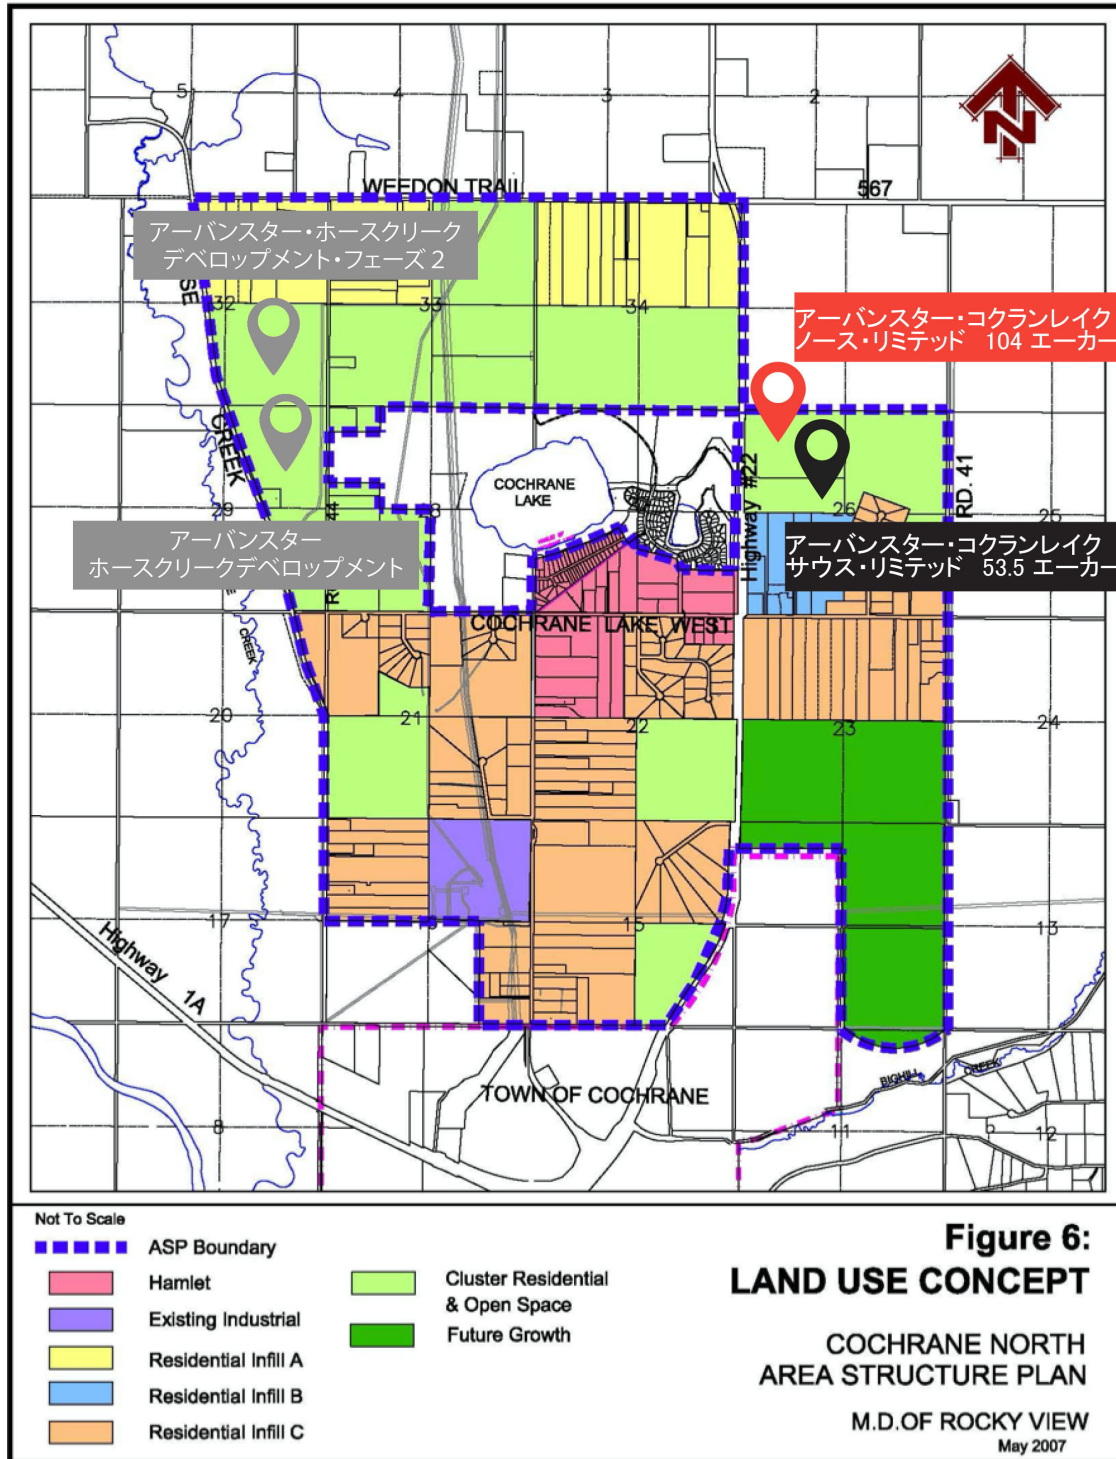 N
5
4
3
2
WEEDON TRAIL
567
アーバンスター・ホースクリーク
デベロップメント・フェーズ 2
SE
32
33
34
アーバンスター・コクランレイク
ノース・リミテッド 104 エーカー
CREEK
COCHRANE
LAKE
Highway #22
RD. 41
29
28
26
25
アーバンスター
ホースクリークデベロップメント
アーバンスター・コクランレイク
サウス・リミテッド 53.5 エーカー
44
CREEK
COCHRANE LAKE WEST
20
21
22
23
24
17
15
13
Highway 1A
TOWN OF COCHRANE
BIGHILL CREEK
8
11
12
Not To Scale
ASP Boundary
Hamlet
Existing Industrial
Residential Infill A
Residential Infill B
Residential Infill C
Cluster Residential
& Open Space
Future Growth
Figure 6:
LAND USE CONCEPT
COCHRANE NORTH
AREA STRUCTURE PLAN
M.D.OF ROCKY VIEW
May 2007